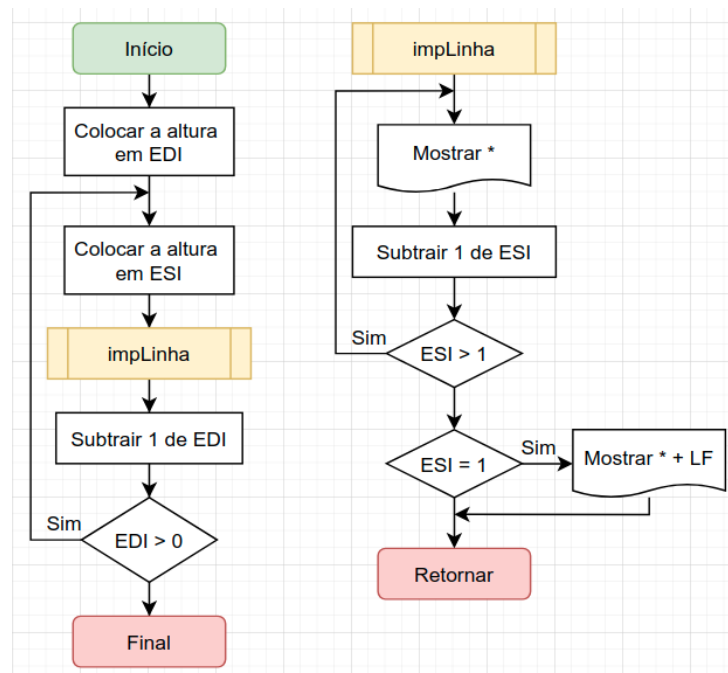 Início
Colocar a altura
em EDI
Colocar a altura
em ESI
impLinha
Subtrair 1 de EDI
Sim
EDI > 0
Final
impLinha
Mostrar *
Subtrair 1 de ESI
Sim
ESI > 1
ESI = 1
Sim
Mostrar * + LF
Retornar